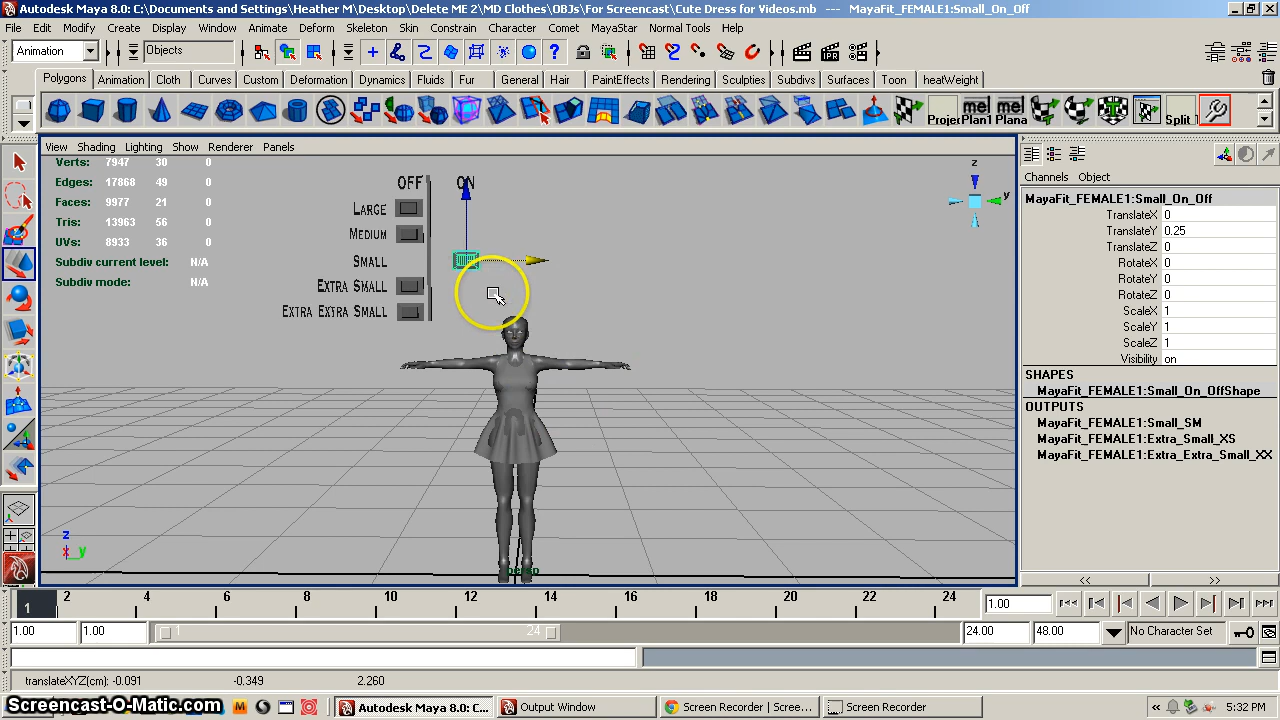 Autodesk Maya 8.0: C:\Documents and Settings\Heather M\Desktop\Delete ME 2\MD Clothes\OBJs\For Screencast\Cute Dress for Videos.mb --- MayaFit_FEMALE1:Small_On_Off
File Edit Modify Create Display Window Animate Deform Skeleton Skin Constrain Character Comet MayaStar Normal Tools Help
Animation Objects
Polygons Animation Cloth Curves Custom Deformation Dynamics Fluids Fur General Hair PaintEffects Rendering Sculpties Subdivs Surfaces Toon heatWeight
Projec Plan1 Plana Split_
View Shading Lighting Show Renderer Panels
Channels Object
Verts: 7947 30 0
Edges: 17868 49 0
Faces: 9977 21 0
Tris: 13963 56 0
UVs: 8933 36 0
Subdiv current level: N/A
Subdiv mode: N/A
OFF ON
LARGE
MEDIUM
SMALL
EXTRA SMALL
EXTRA EXTRA SMALL
z
y
z
x y
persp
MayaFit_FEMALE1:Small_On_Off
TranslateX 0
TranslateY 0.25
TranslateZ 0
RotateX 0
RotateY 0
RotateZ 0
ScaleX 1
ScaleY 1
ScaleZ 1
Visibility on
SHAPES
MayaFit_FEMALE1:Small_On_OffShape
OUTPUTS
MayaFit_FEMALE1:Small_SM
MayaFit_FEMALE1:Extra_Small_XS
MayaFit_FEMALE1:Extra_Extra_Small_XX
<< >>
1 2 4 6 8 10 12 14 16 18 20 22 24 1.00
1.00 1.00 1 24 24.00 48.00 No Character Set
translateXYZ(cm): -0.091 -0.349 2.260
Screencast-O-Matic.com Autodesk Maya 8.0: C... Output Window Screen Recorder | Scree... Screen Recorder « 5:32 PM